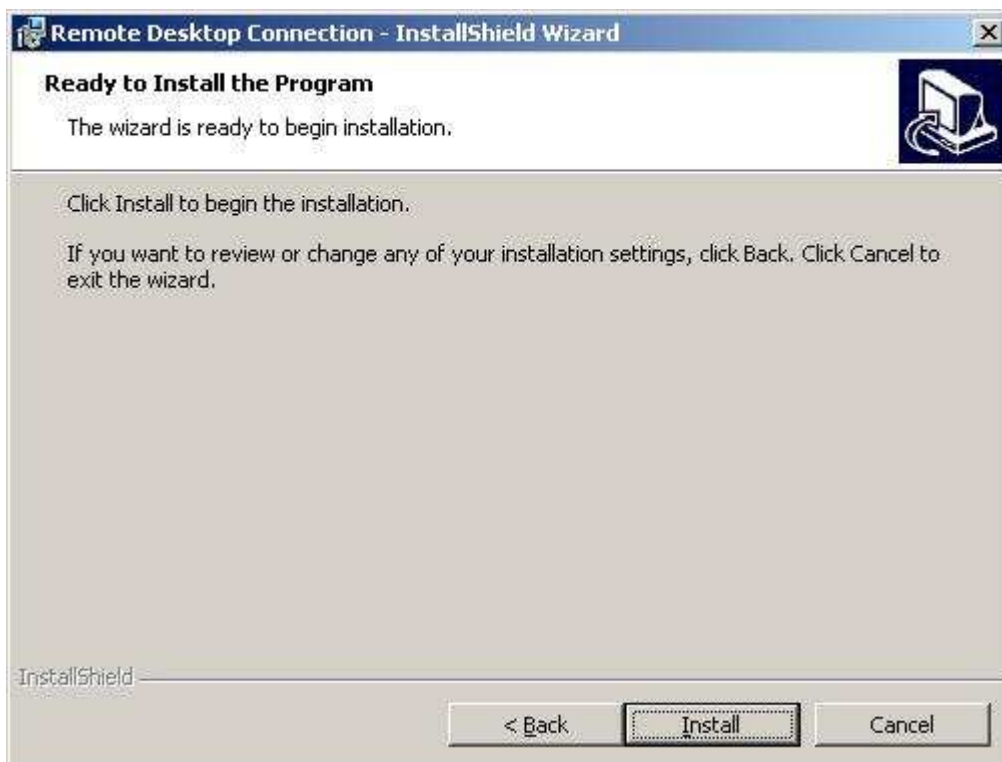 Remote Desktop Connection - InstallShield Wizard
Ready to Install the Program
The wizard is ready to begin installation.
Click Install to begin the installation.
If you want to review or change any of your installation settings, click Back. Click Cancel to
exit the wizard.
InstallShield
< Back
Install
Cancel